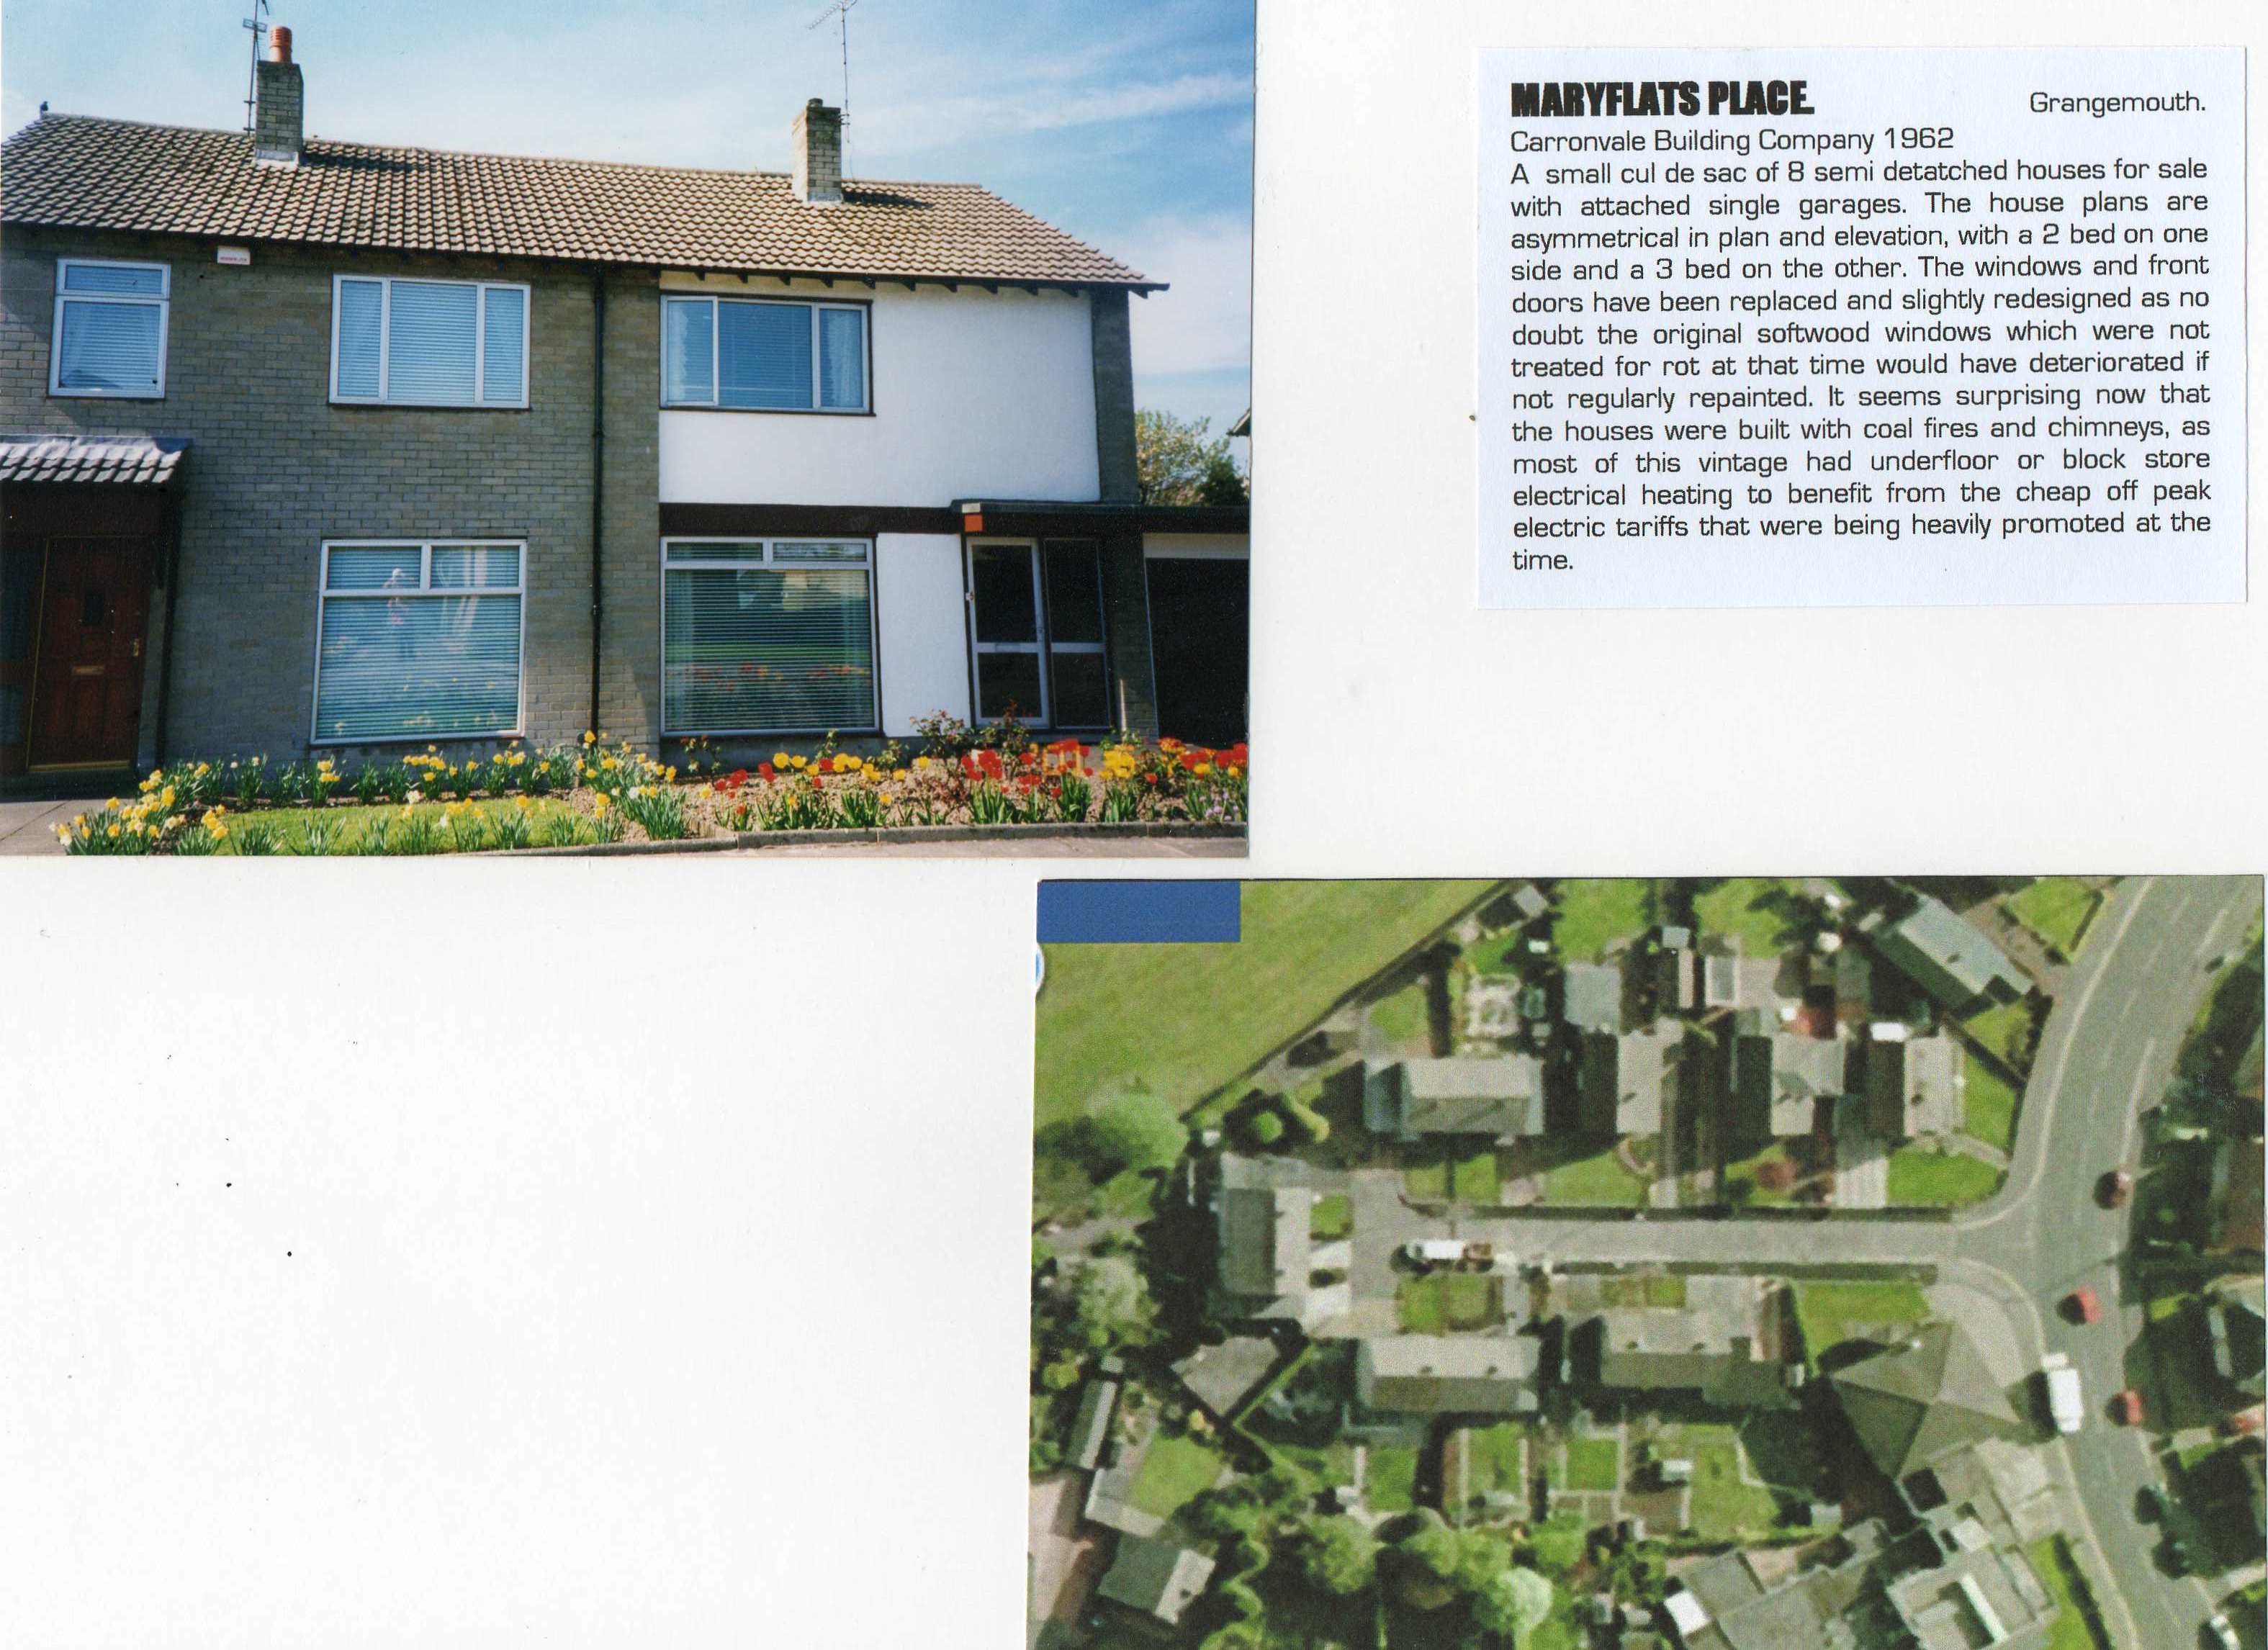 MARYFLATS PLACE. Grangemouth.
Carronvale Building Company 1962
A small cul de sac of 8 semi detatched houses for sale
with attached single garages. The house plans are
asymmetrical in plan and elevation, with a 2 bed on one
side and a 3 bed on the other. The windows and front
doors have been replaced and slightly redesigned as no
doubt the original softwood windows which were not
treated for rot at that time would have deteriorated if
not regularly repainted. It seems surprising now that
the houses were built with coal fires and chimneys, as
most of this vintage had underfloor or block store
electrical heating to benefit from the cheap off peak
electric tariffs that were being heavily promoted at the
time.